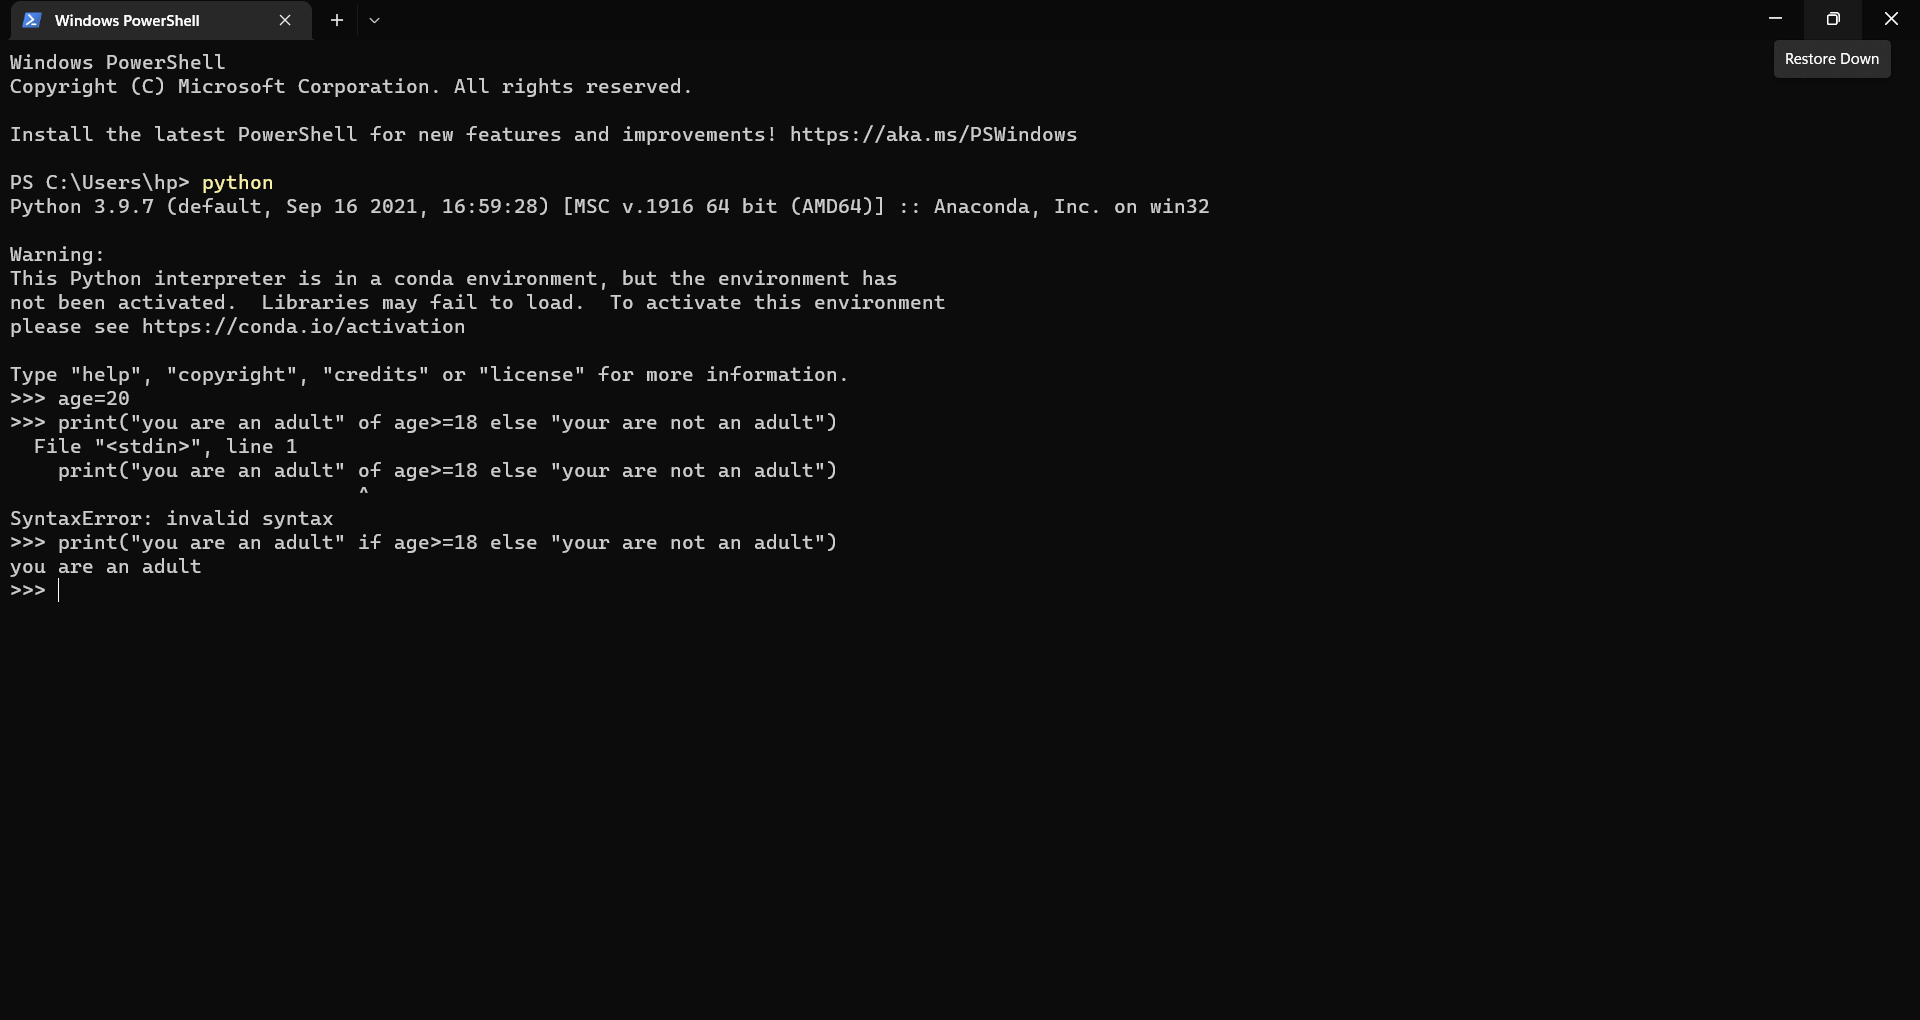 Windows PowerShell
Restore Down
Windows PowerShell
Copyright (C) Microsoft Corporation. All rights reserved.
Install the latest PowerShell for new features and improvements! https://aka.ms/PSWindows
PS C:\Users\hp> python
Python 3.9.7 (default, Sep 16 2021, 16:59:28) [MSC v.1916 64 bit (AMD64)] :: Anaconda, Inc. on win32
Warning:
This Python interpreter is in a conda environment, but the environment has
not been activated.  Libraries may fail to load.  To activate this environment
please see https://conda.io/activation
Type "help", "copyright", "credits" or "license" for more information.
>>> age=20
>>> print("you are an adult" of age>=18 else "your are not an adult")
  File "<stdin>", line 1
    print("you are an adult" of age>=18 else "your are not an adult")
                             ^
SyntaxError: invalid syntax
>>> print("you are an adult" if age>=18 else "your are not an adult")
you are an adult
>>>